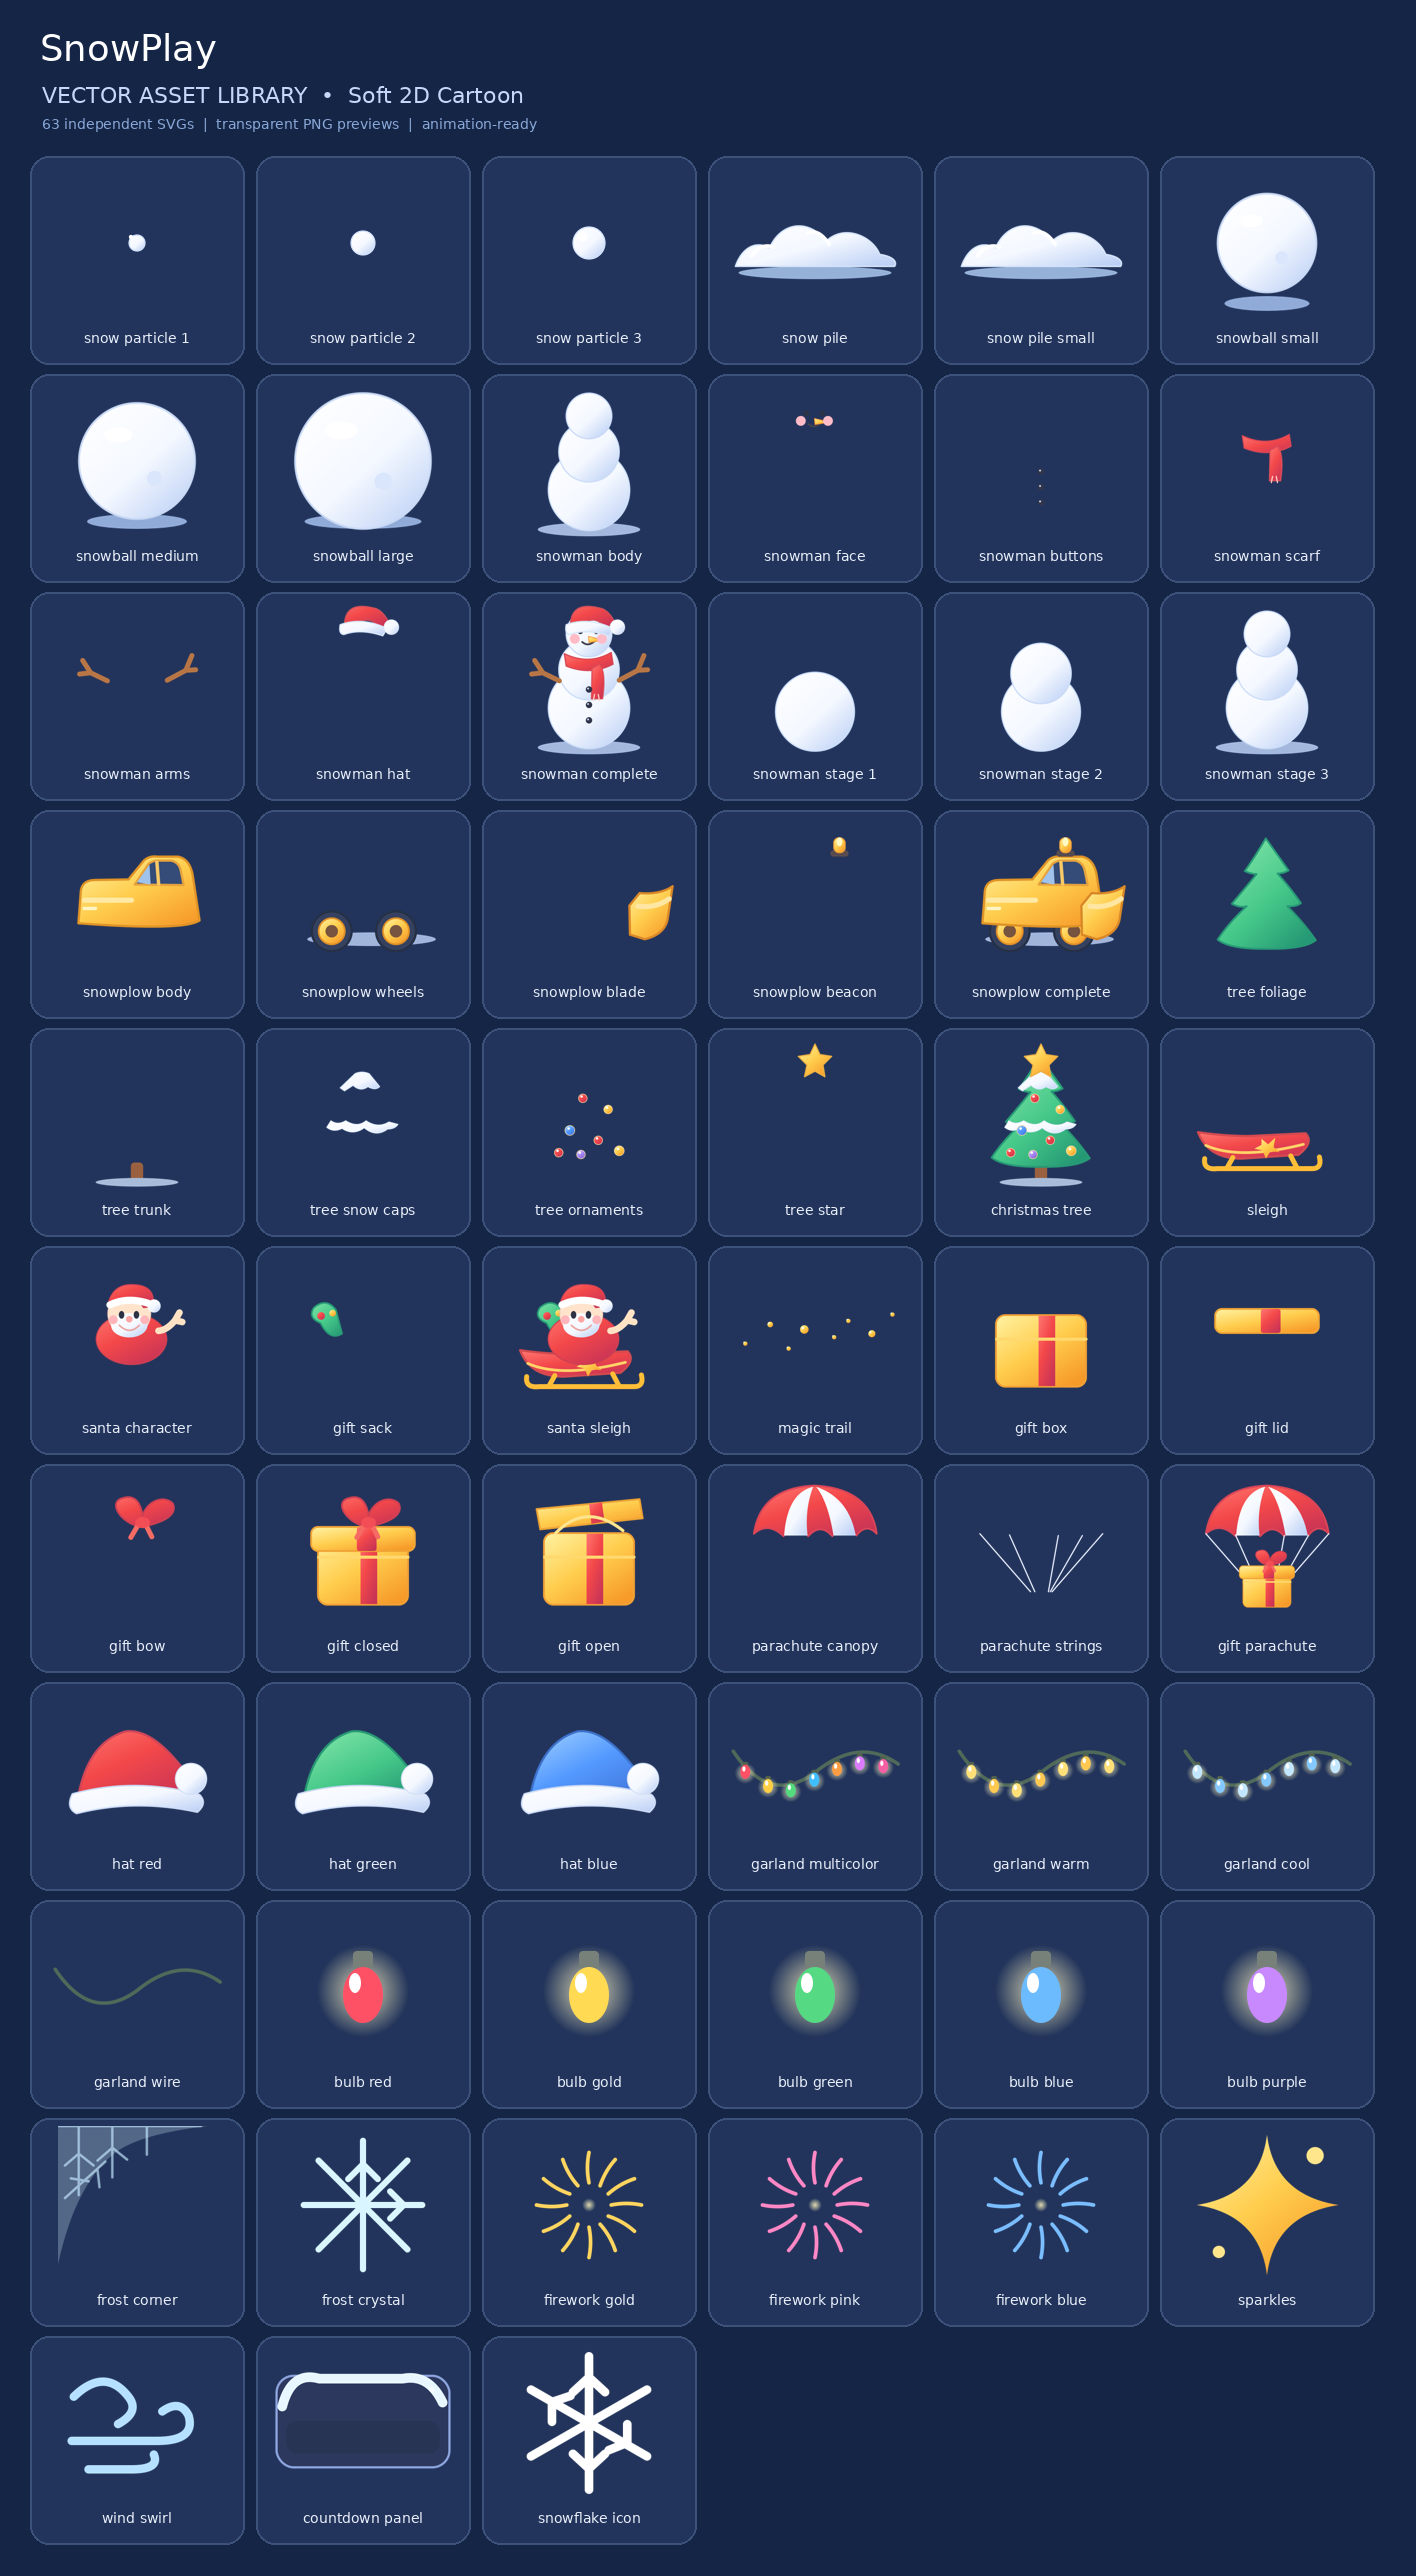 SnowPlay
VECTOR ASSET LIBRARY • Soft 2D Cartoon
63 independent SVGs | transparent PNG previews | animation-ready
snow particle 1
snow particle 2
snow particle 3
snow pile
snow pile small
snowball small
snowball medium
snowball large
snowman body
snowman face
snowman buttons
snowman scarf
snowman arms
snowman hat
snowman complete
snowman stage 1
snowman stage 2
snowman stage 3
snowplow body
snowplow wheels
snowplow blade
snowplow beacon
snowplow complete
tree foliage
tree trunk
tree snow caps
tree ornaments
tree star
christmas tree
sleigh
santa character
gift sack
santa sleigh
magic trail
gift box
gift lid
gift bow
gift closed
gift open
parachute canopy
parachute strings
gift parachute
hat red
hat green
hat blue
garland multicolor
garland warm
garland cool
garland wire
bulb red
bulb gold
bulb green
bulb blue
bulb purple
frost corner
frost crystal
firework gold
firework pink
firework blue
sparkles
wind swirl
countdown panel
snowflake icon